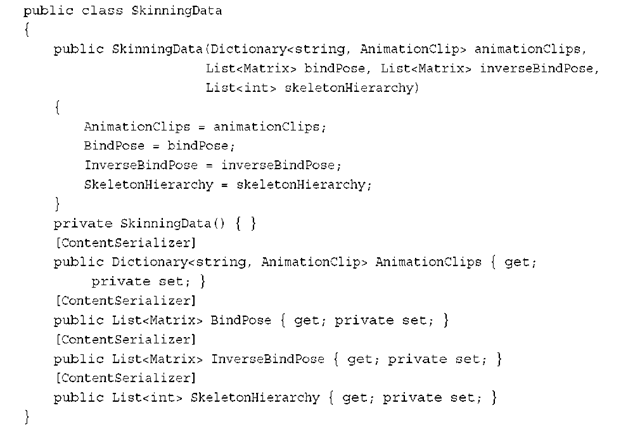 public class SkinningData
{
    public SkinningData(Dictionary<string, AnimationClip> animationClips,
                        List<Matrix> bindPose, List<Matrix> inverseBindPose,
                        List<int> skeletonHierarchy)
    {
        AnimationClips = animationClips;
        BindPose = bindPose;
        InverseBindPose = inverseBindPose;
        SkeletonHierarchy = skeletonHierarchy;
    }
    private SkinningData() { }
    [ContentSerializer]
    public Dictionary<string, AnimationClip> AnimationClips { get;
         private set; }
    [ContentSerializer]
    public List<Matrix> BindPose { get; private set; }
    [ContentSerializer]
    public List<Matrix> InverseBindPose { get; private set; }
    [ContentSerializer]
    public List<int> SkeletonHierarchy { get; private set; }
}